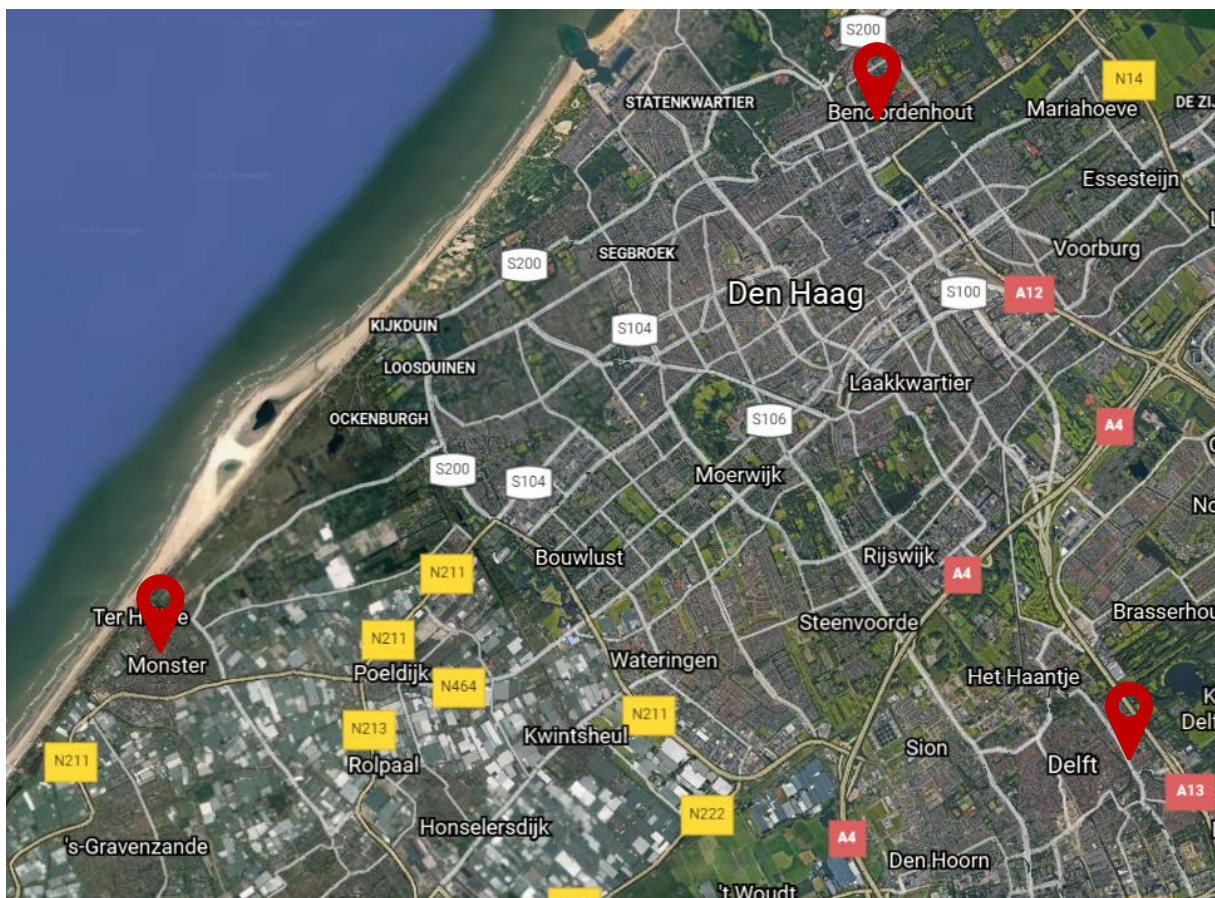 S200
N14
STATENKWARTIER
Benoordenhout
Mariahoeve
DE ZIJ
Essesteijn
SEGBROEK
Voorburg
S200
Den Haag
S100
A12
KIJKDUIN
S104
LOOSDUINEN
Laakkwartier
OCKENBURGH
S106
A4
S200
S104
Moerwijk
No
Bouwlust
Rijswijk
N211
A4
Ter H
Brasserhou
Steenvoorde
N211
Monster
Poeldijk
Wateringen
Het Haantje
N464
K
Delf
N211
N213
Kwintsheul
Sion
N211
Rolpaal
Delft
A13
N222
Honselersdijk
's-Gravenzande
A4
Den Hoorn
't Woudt